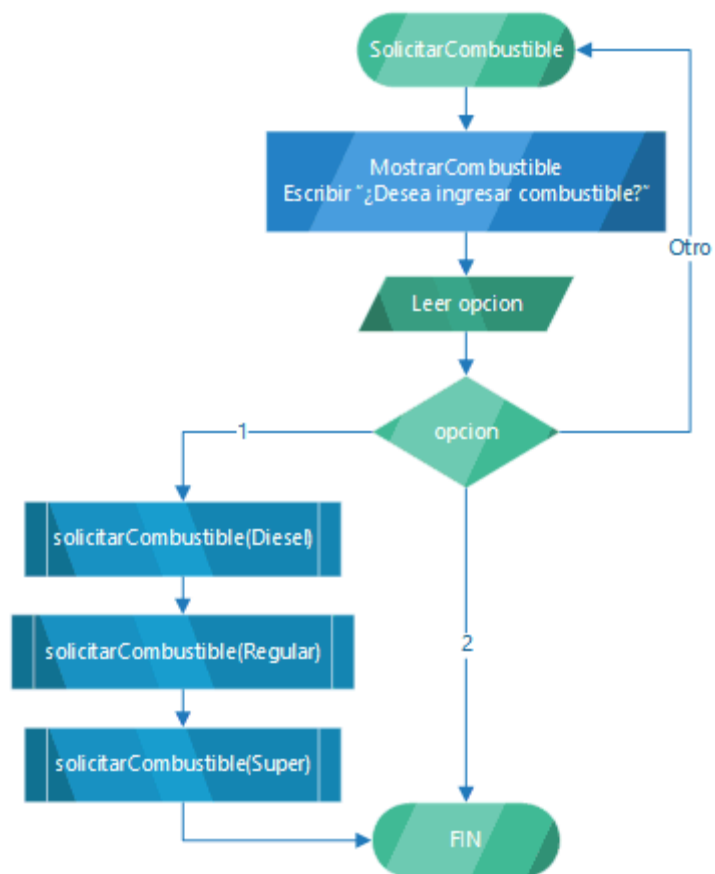 SolicitarCombustible
MostrarCombustible
Escribir "¿Desea ingresar combustible?"
Otro
Leer opcion
opcion
1
solicitarCombustible(Diesel)
solicitarCombustible(Regular)
2
solicitarCombustible(Super)
FIN